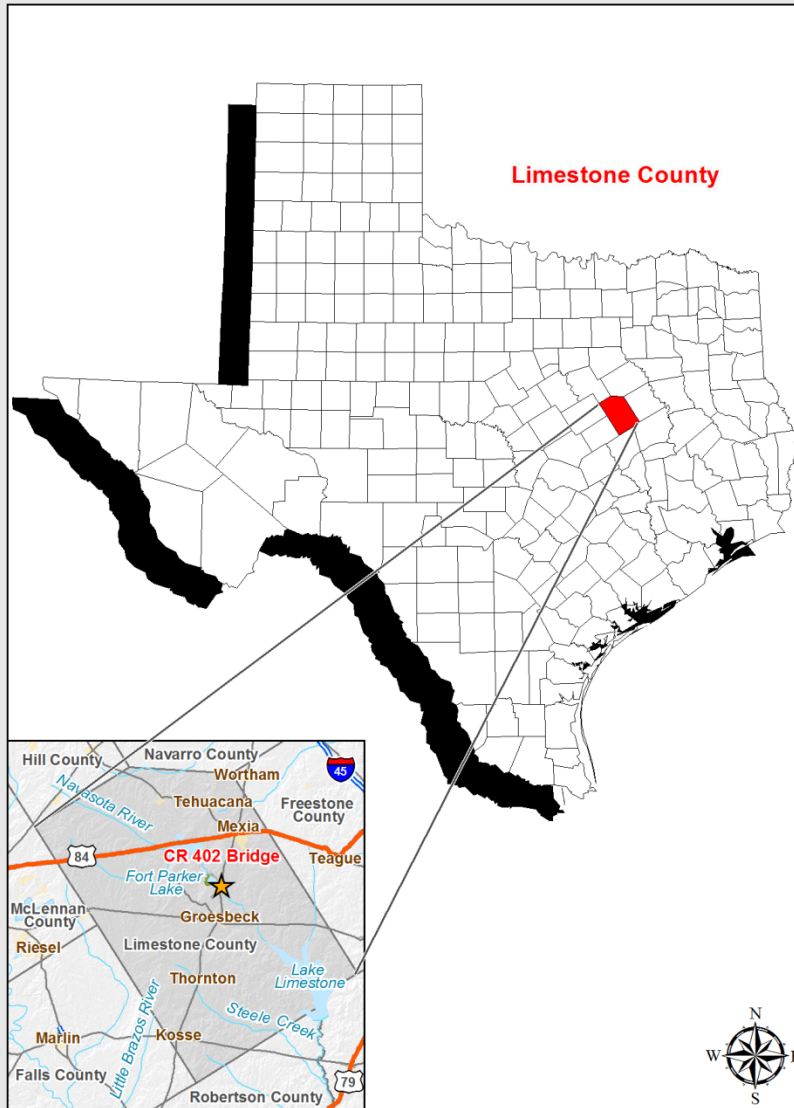 Limestone County
Hill County
Navarro County
Wortham
45
Navasota River
Tehuacana
Freestone
County
Mexia
84
CR 402 Bridge
Teague
Fort Parker
Lake
McLennan
County
Groesbeck
Riesel
Limestone County
Thornton
Lake
Limestone
Little Brazos River
Steele Creek
Marlin
Kosse
Falls County
Robertson County
79
N
W
E
S